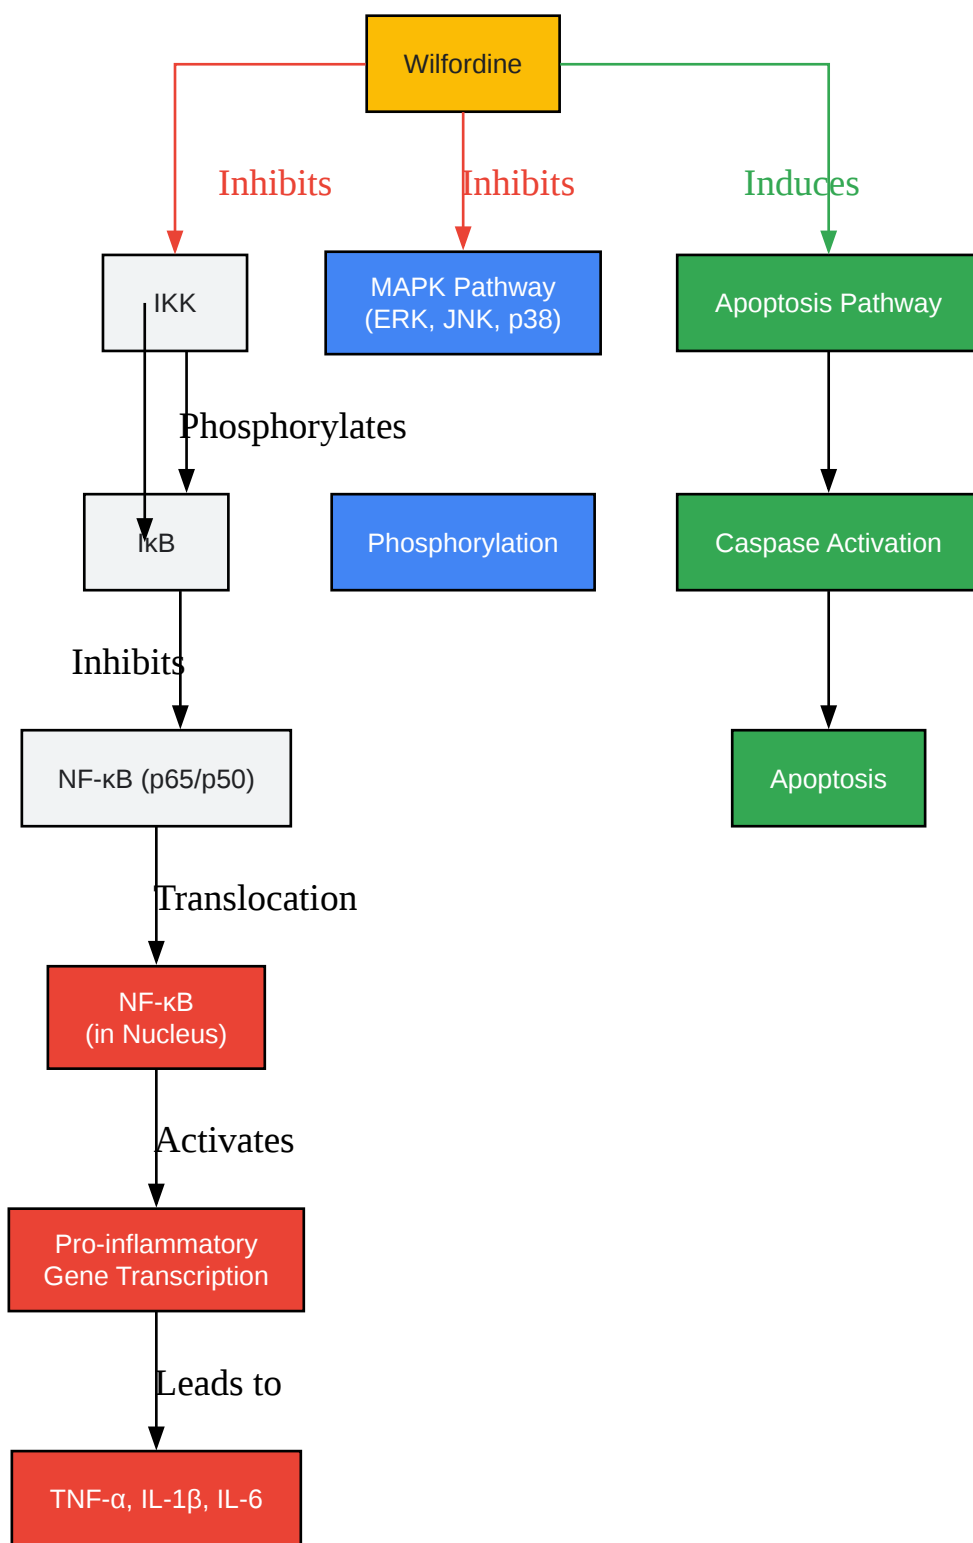 Wilfordine
Inhibits
Inhibits
Induces
IKK
MAPK Pathway
(ERK, JNK, p38)
Apoptosis Pathway
Phosphorylates
IκB
Phosphorylation
Caspase Activation
Inhibits
NF-κB (p65/p50)
Apoptosis
Translocation
NF-κB
(in Nucleus)
Activates
Pro-inflammatory
Gene Transcription
Leads to
TNF-α, IL-1β, IL-6